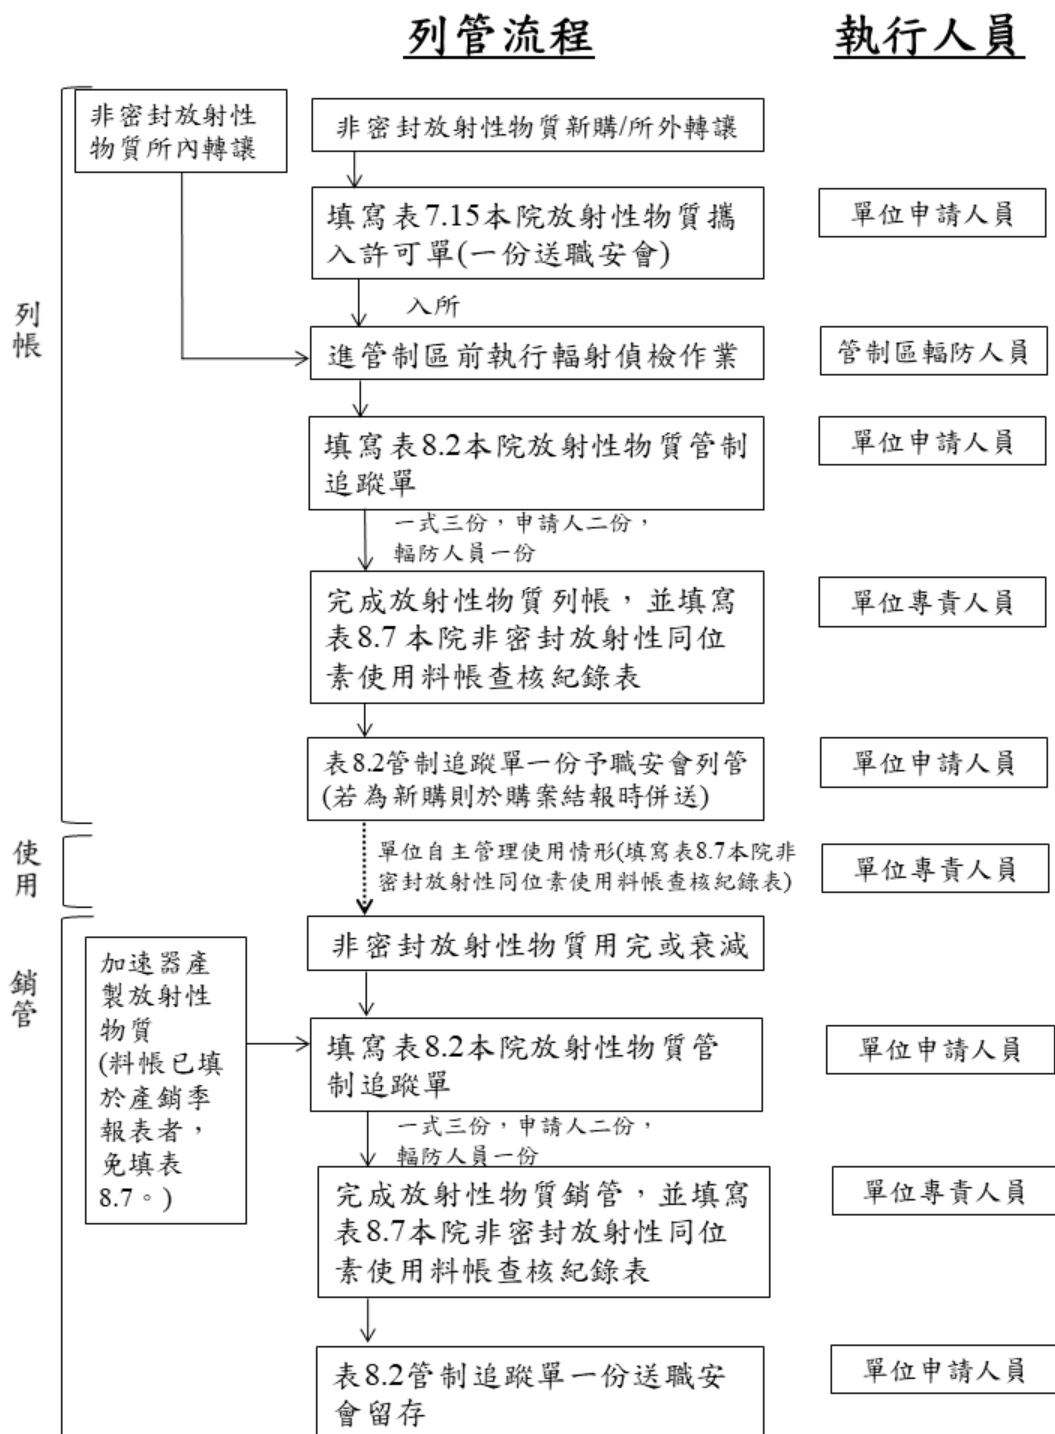 列管流程
執行人員
列
帳
非密封放射性
物質所內轉讓
非密封放射性物質新購/所外轉讓
填寫表7.15本院放射性物質攜
入許可單(一份送職安會)
單位申請人員
入所
進管制區前執行輻射偵檢作業
管制區輻防人員
填寫表8.2本院放射性物質管制
追蹤單
單位申請人員
一式三份，申請人二份，
輻防人員一份
完成放射性物質列帳，並填寫
表8.7 本院非密封放射性同位
素使用料帳查核紀錄表
單位專責人員
表8.2管制追蹤單一份予職安會列管
(若為新購則於購案結報時併送)
單位申請人員
使
用
單位自主管理使用情形(填寫表8.7本院非
密封放射性同位素使用料帳查核紀錄表)
單位專責人員
銷
管
非密封放射性物質用完或衰減
加速器產
製放射性
物質
(料帳已填
於產銷季
報表者，
免填表
8.7。)
填寫表8.2本院放射性物質管
制追蹤單
單位申請人員
一式三份，申請人二份，
輻防人員一份
完成放射性物質銷管，並填寫
表8.7本院非密封放射性同位
素使用料帳查核紀錄表
單位專責人員
表8.2管制追蹤單一份送職安
會留存
單位申請人員